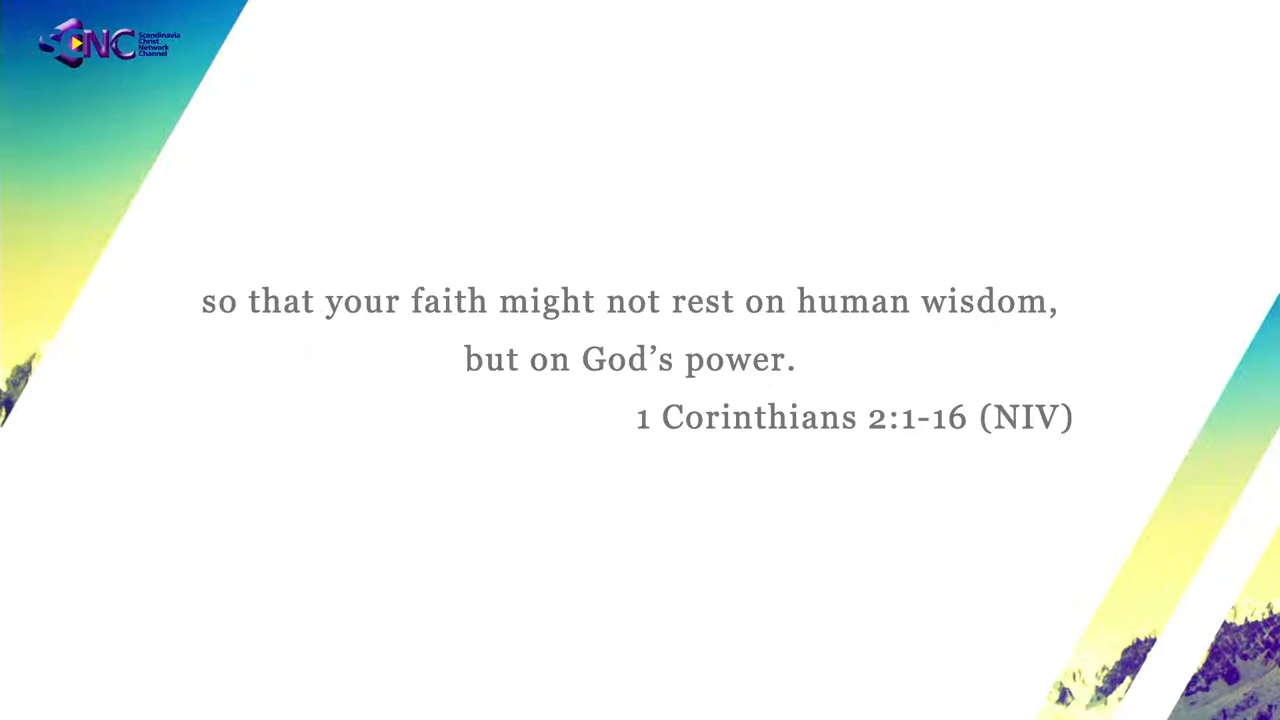 SCNC
Scandinavia
Christ
Network
Channel
so that your faith might not rest on human wisdom,
but on God’s power.
1 Corinthians 2:1-16 (NIV)